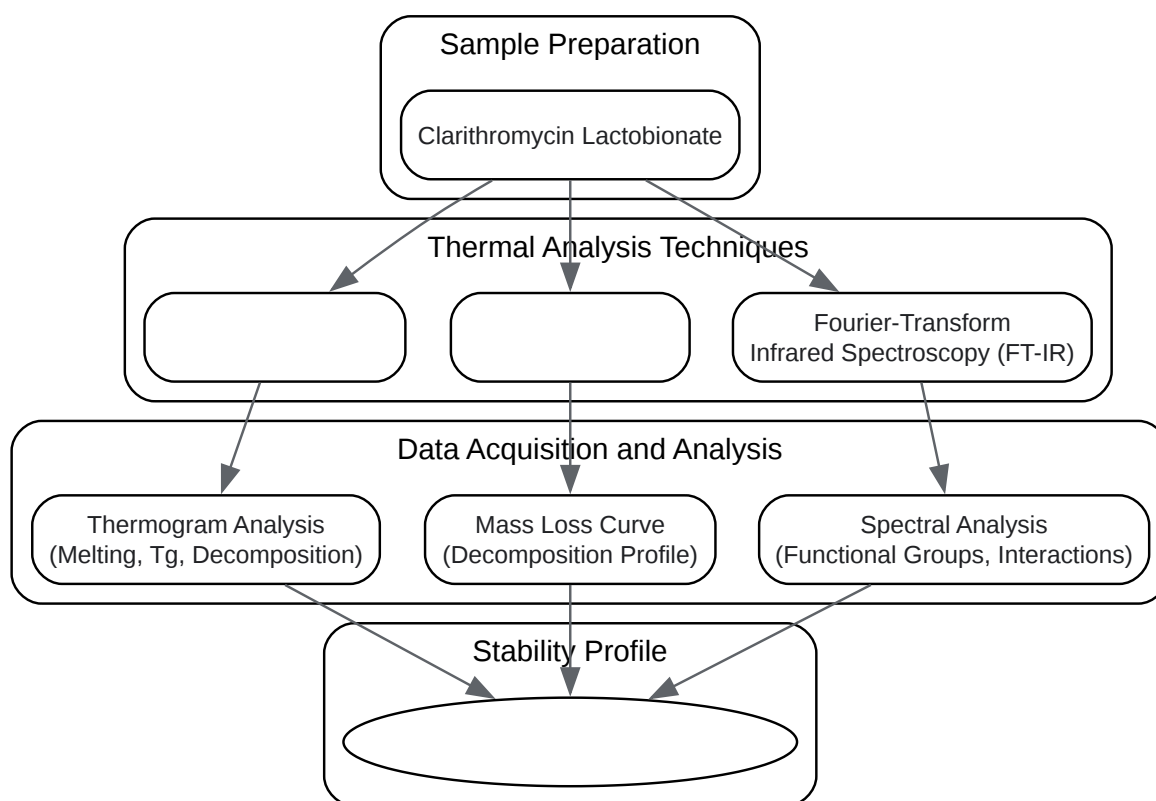 Sample Preparation
Clarithromycin Lactobionate
Thermal Analysis Techniques
Fourier-Transform
Infrared Spectroscopy (FT-IR)
Data Acquisition and Analysis
Thermogram Analysis
(Melting, Tg, Decomposition)
Mass Loss Curve
(Decomposition Profile)
Spectral Analysis
(Functional Groups, Interactions)
Stability Profile